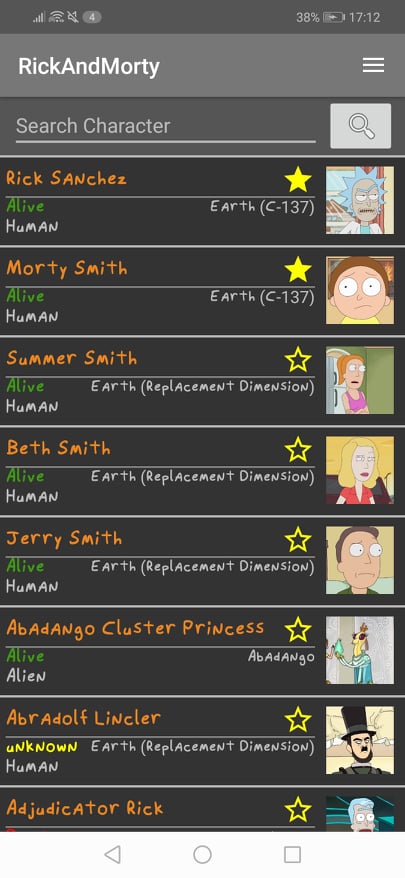 4 38% 17:12
RickAndMorty
Search Character
Rick Sanchez
Alive Earth (C-137)
Human
Morty Smith
Alive Earth (C-137)
Human
Summer Smith
Alive Earth (Replacement Dimension)
Human
Beth Smith
Alive Earth (Replacement Dimension)
Human
Jerry Smith
Alive Earth (Replacement Dimension)
Human
Abadango Cluster Princess
Alive Abadango
Alien
Abradolf Lincler
unknown Earth (Replacement Dimension)
Human
Adjudicator Rick